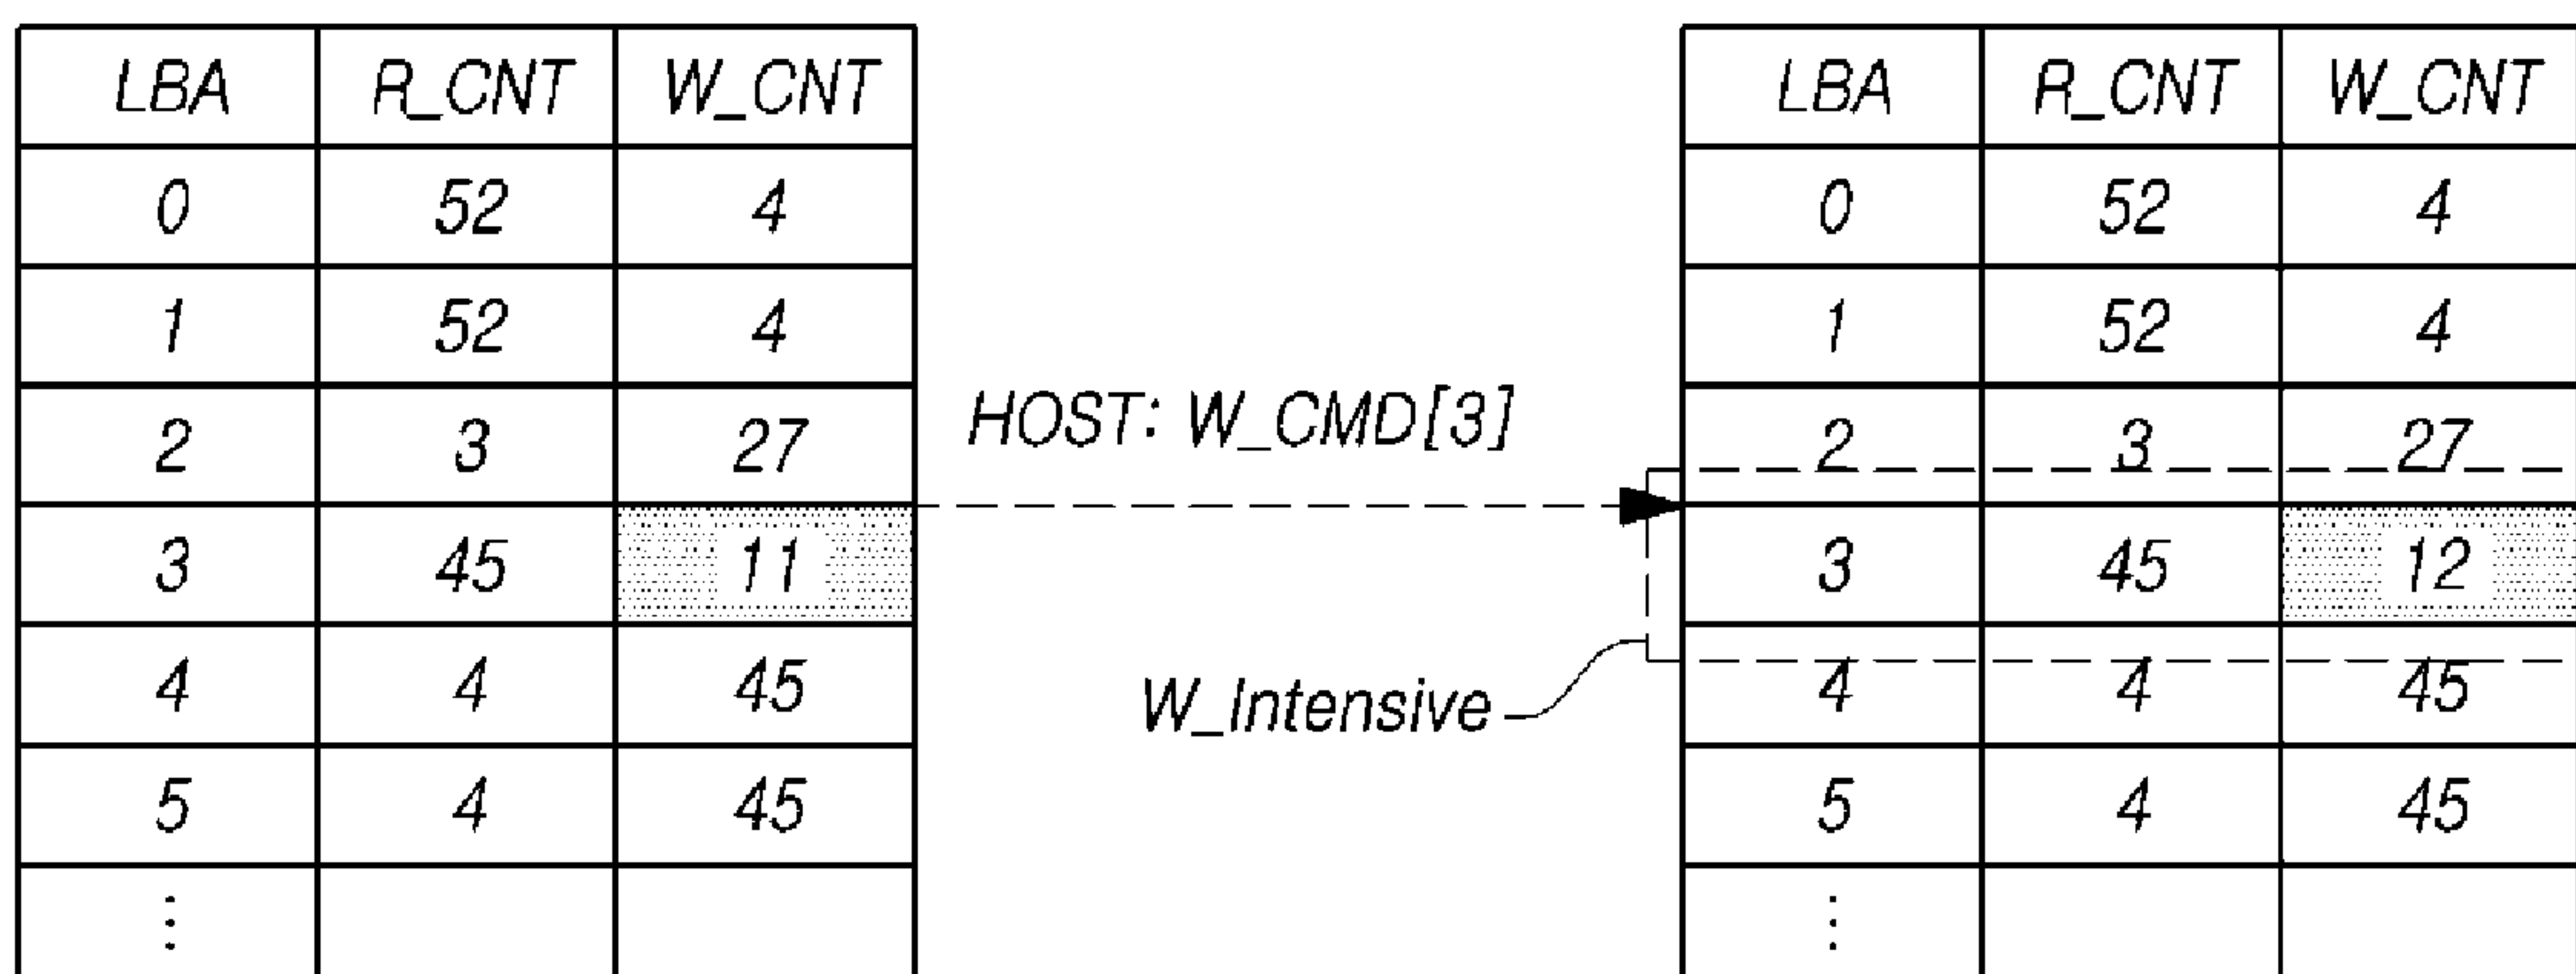 LBA R_CNT W_CNT
0 52 4
1 52 4
2 3 27
3 45 11
4 4 45
5 4 45
⋮
HOST: W_CMD[3]
W_Intensive
LBA R_CNT W_CNT
0 52 4
1 52 4
2 3 27
3 45 12
4 4 45
5 4 45
⋮